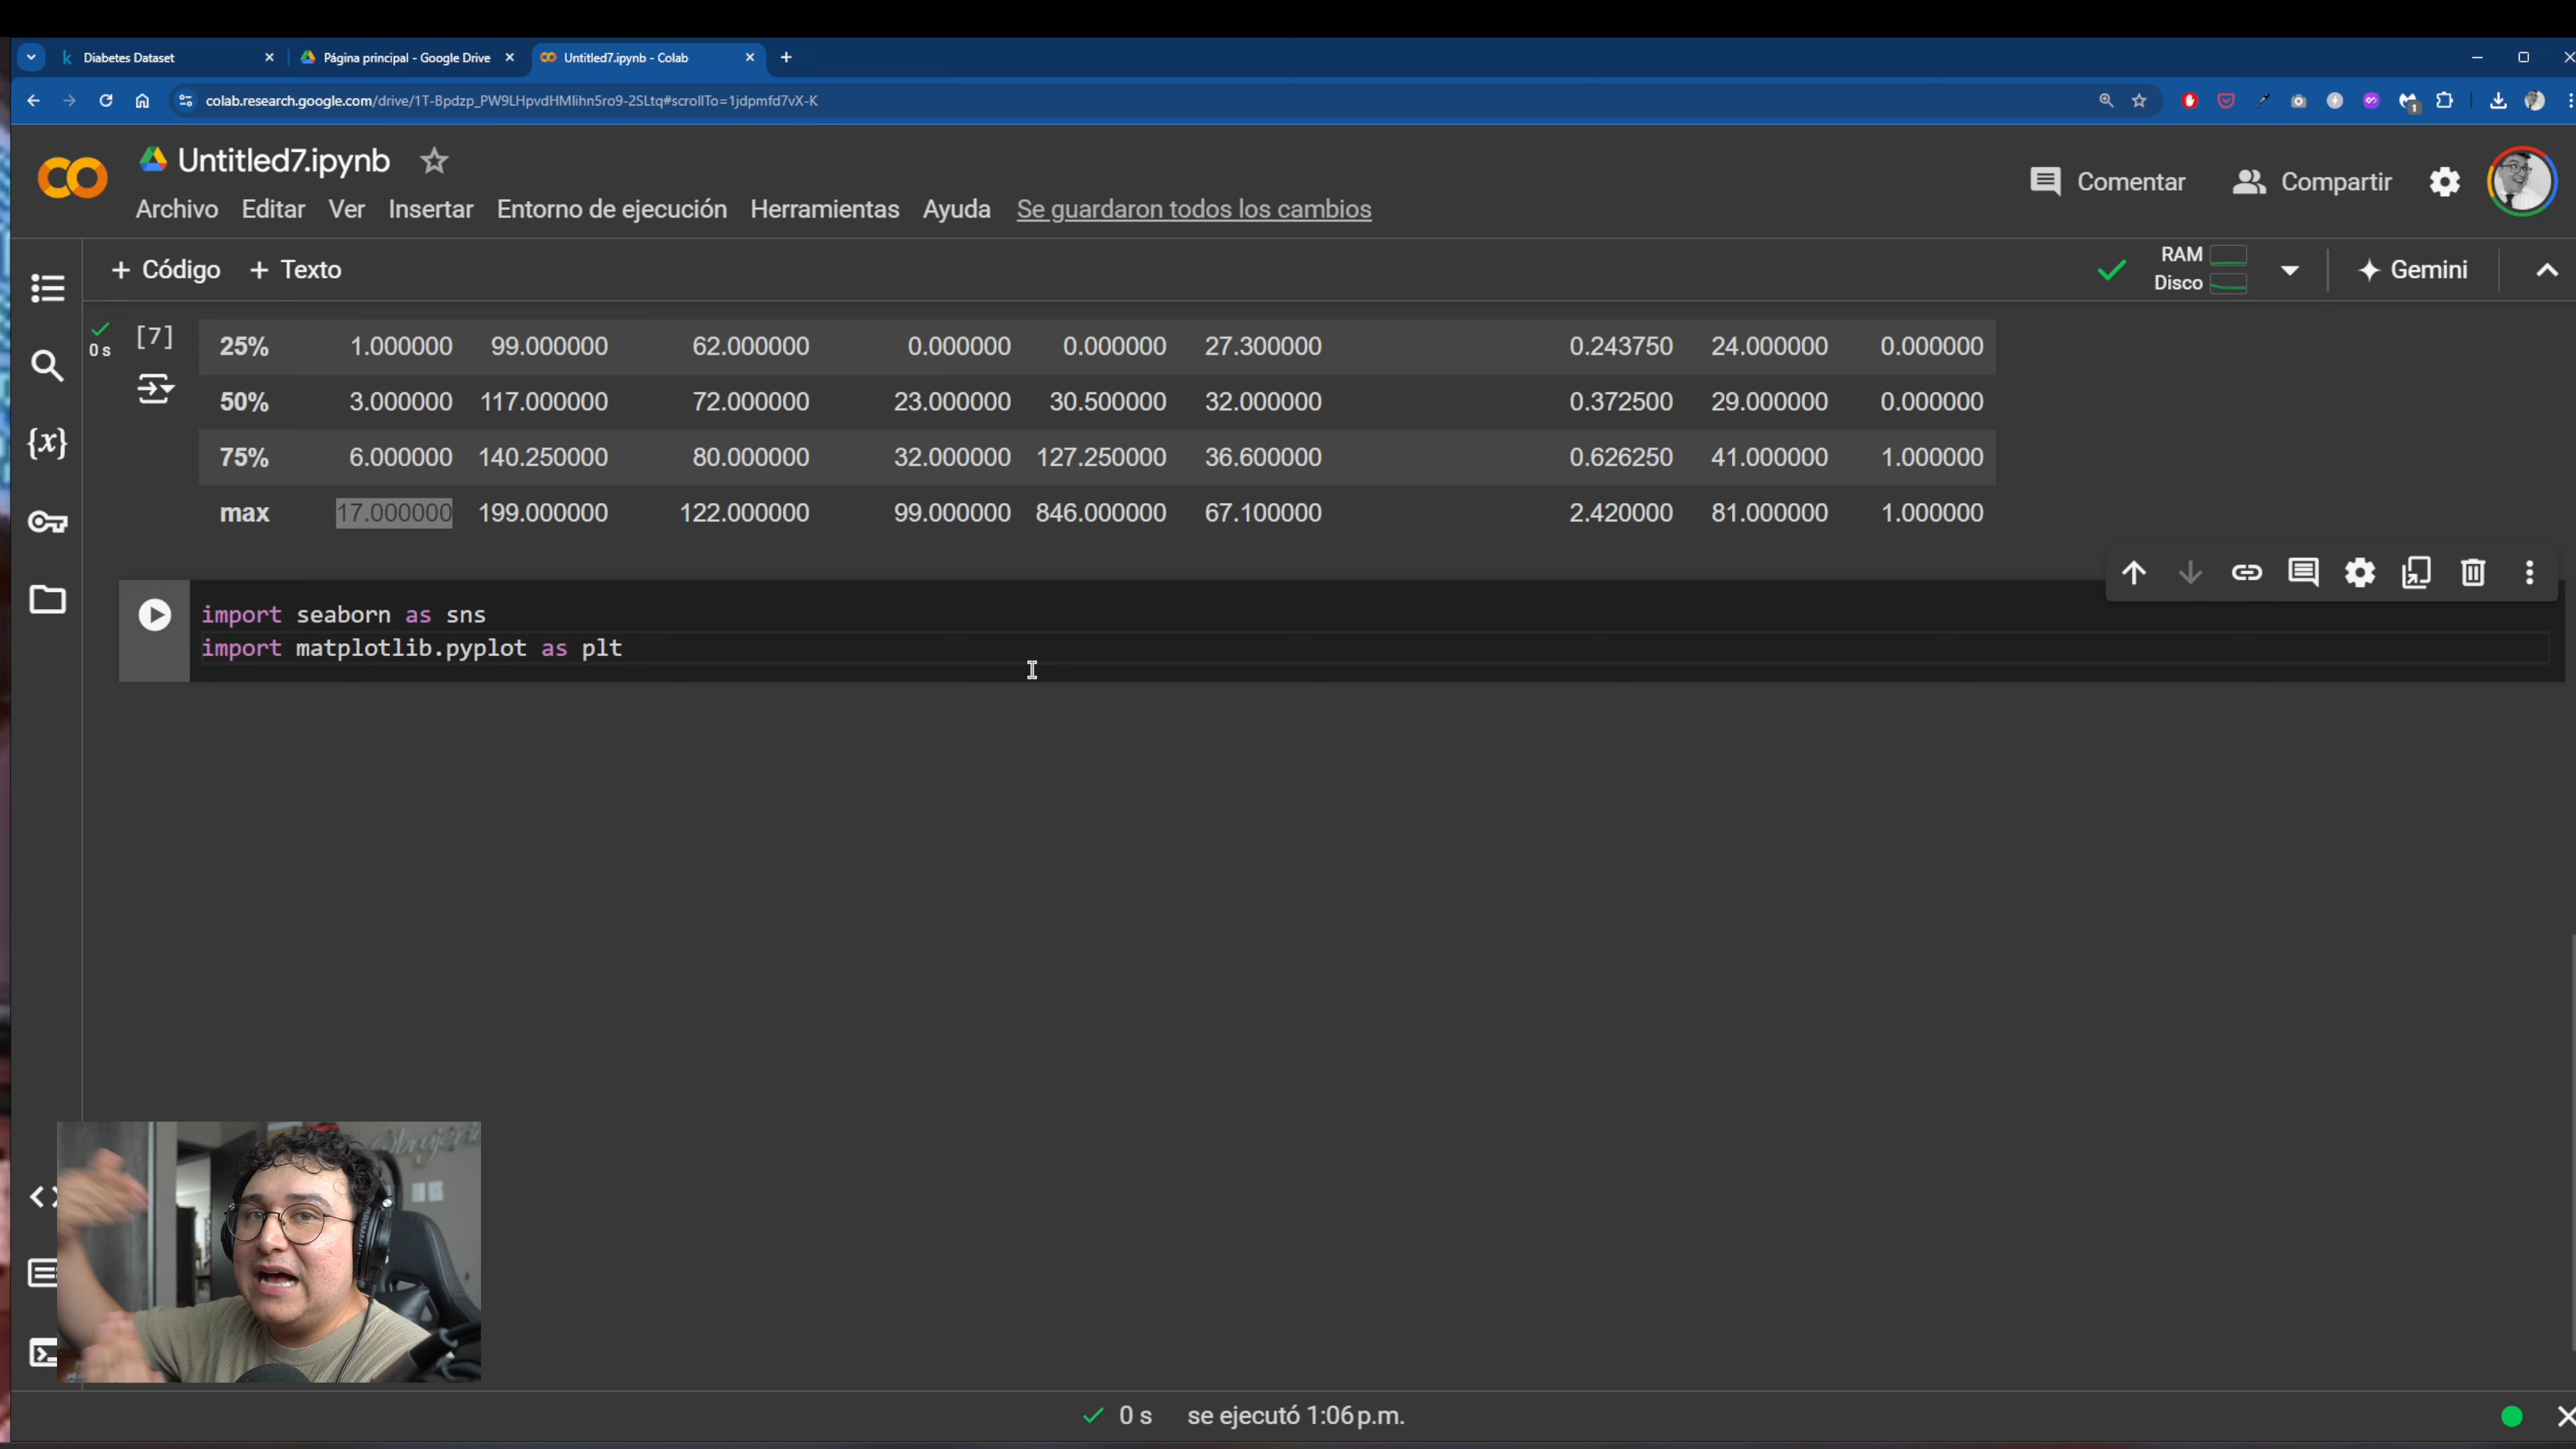 Diabetes Dataset
Página principal - Google Drive
Untitled7.ipynb - Colab
colab.research.google.com/drive/1T-Bpdzp_PW9LHpvdHMlihn5ro9-2SLtq#scrollTo=1jdpmfd7vX-K
Untitled7.ipynb
Comentar
Compartir
Archivo Editar Ver Insertar Entorno de ejecución Herramientas Ayuda Se guardaron todos los cambios
+ Código + Texto
RAM
Disco
Gemini
0 s
[7]
25% 1.000000 99.000000 62.000000 0.000000 0.000000 27.300000 0.243750 24.000000 0.000000
50% 3.000000 117.000000 72.000000 23.000000 30.500000 32.000000 0.372500 29.000000 0.000000
75% 6.000000 140.250000 80.000000 32.000000 127.250000 36.600000 0.626250 41.000000 1.000000
max 17.000000 199.000000 122.000000 99.000000 846.000000 67.100000 2.420000 81.000000 1.000000
import seaborn as sns
import matplotlib.pyplot as plt
0 s se ejecutó 1:06 p.m.